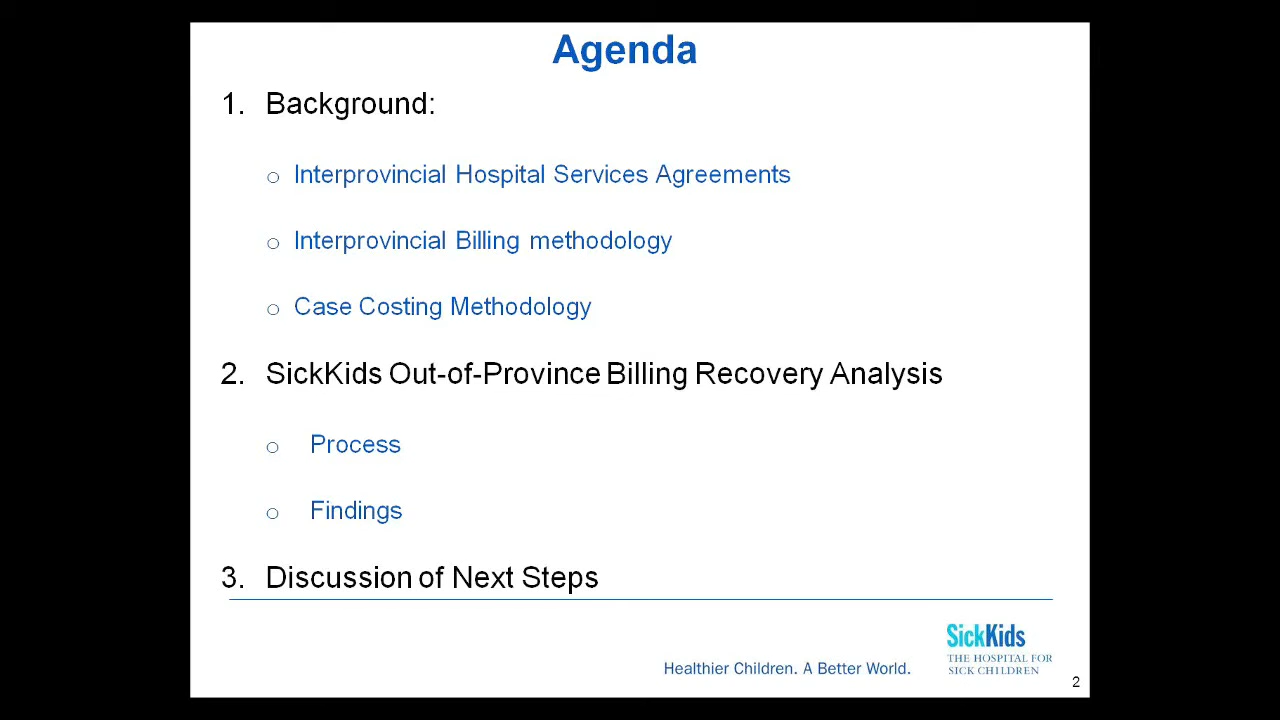 Agenda
1. Background:
o Interprovincial Hospital Services Agreements
o Interprovincial Billing methodology
o Case Costing Methodology
2. SickKids Out-of-Province Billing Recovery Analysis
o Process
o Findings
3. Discussion of Next Steps
Healthier Children. A Better World.
SickKids
THE HOSPITAL FOR
SICK CHILDREN
2